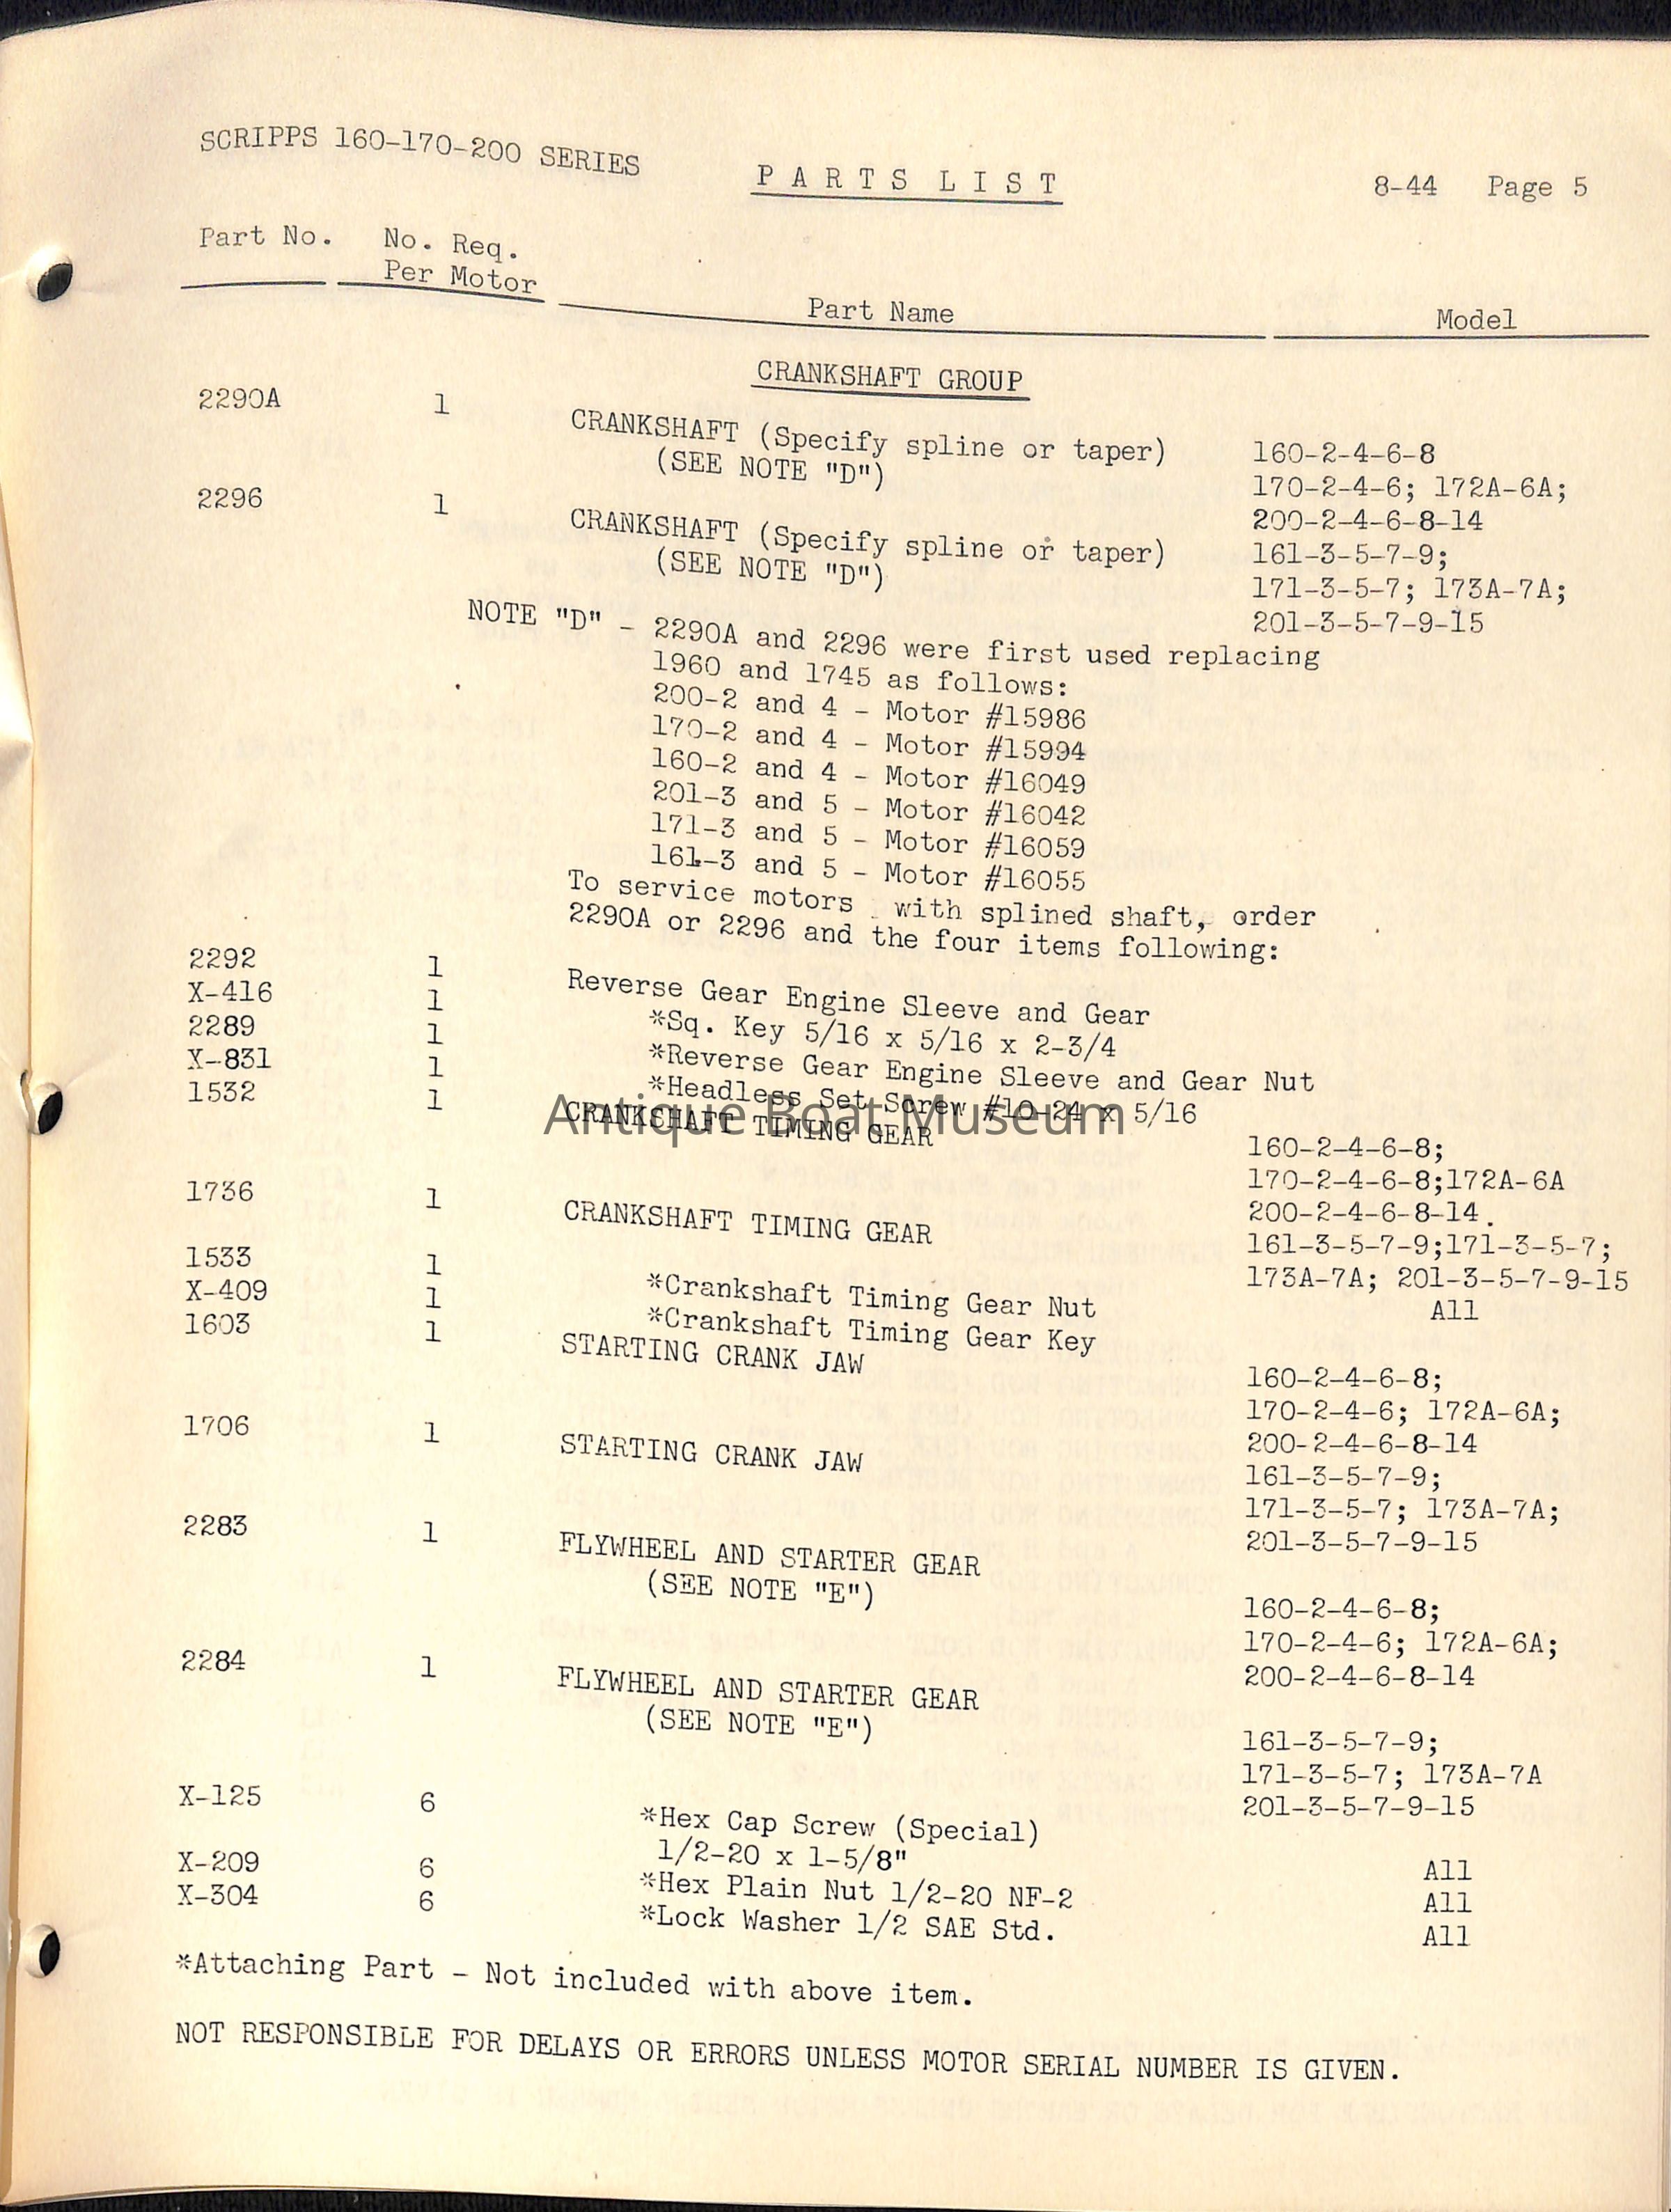 SCRIPPS 160-170-200 SERIES
P A R T S  L I S T
8-44  Page 5
Part No.  No. Req. Per Motor  Part Name  Model
CRANKSHAFT GROUP
2290A  1  CRANKSHAFT (Specify spline or taper)  160-2-4-6-8
(SEE NOTE "D")  170-2-4-6; 172A-6A;
200-2-4-6-8-14
2296  1  CRANKSHAFT (Specify spline or taper)  161-3-5-7-9;
(SEE NOTE "D")  171-3-5-7; 173A-7A;
201-3-5-7-9-15
NOTE "D" - 2290A and 2296 were first used replacing
1960 and 1745 as follows:
200-2 and 4 - Motor #15986
170-2 and 4 - Motor #15994
160-2 and 4 - Motor #16049
201-3 and 5 - Motor #16042
171-3 and 5 - Motor #16059
161-3 and 5 - Motor #16055
To service motors with splined shaft, order
2290A or 2296 and the four items following:
2292  1  Reverse Gear Engine Sleeve and Gear
X-416  1  *Sq. Key 5/16 x 5/16 x 2-3/4
2289  1  *Reverse Gear Engine Sleeve and Gear Nut
X-831  1  *Headless Set Screw #10-24 x 5/16
Antique Boat Museum
1532  1  CRANKSHAFT TIMING GEAR  160-2-4-6-8;
170-2-4-6-8;172A-6A
200-2-4-6-8-14.
1736  1  CRANKSHAFT TIMING GEAR  161-3-5-7-9;171-3-5-7;
173A-7A; 201-3-5-7-9-15
1533  1  *Crankshaft Timing Gear Nut  All
X-409  1  *Crankshaft Timing Gear Key
1603  1  STARTING CRANK JAW  160-2-4-6-8;
170-2-4-6; 172A-6A;
200-2-4-6-8-14
1706  1  STARTING CRANK JAW  161-3-5-7-9;
171-3-5-7; 173A-7A;
201-3-5-7-9-15
2283  1  FLYWHEEL AND STARTER GEAR
(SEE NOTE "E")  160-2-4-6-8;
170-2-4-6; 172A-6A;
200-2-4-6-8-14
2284  1  FLYWHEEL AND STARTER GEAR
(SEE NOTE "E")  161-3-5-7-9;
171-3-5-7; 173A-7A
201-3-5-7-9-15
X-125  6  *Hex Cap Screw (Special)
1/2-20 x 1-5/8"  All
X-209  6  *Hex Plain Nut 1/2-20 NF-2  All
X-304  6  *Lock Washer 1/2 SAE Std.  All
*Attaching Part - Not included with above item.
NOT RESPONSIBLE FOR DELAYS OR ERRORS UNLESS MOTOR SERIAL NUMBER IS GIVEN.